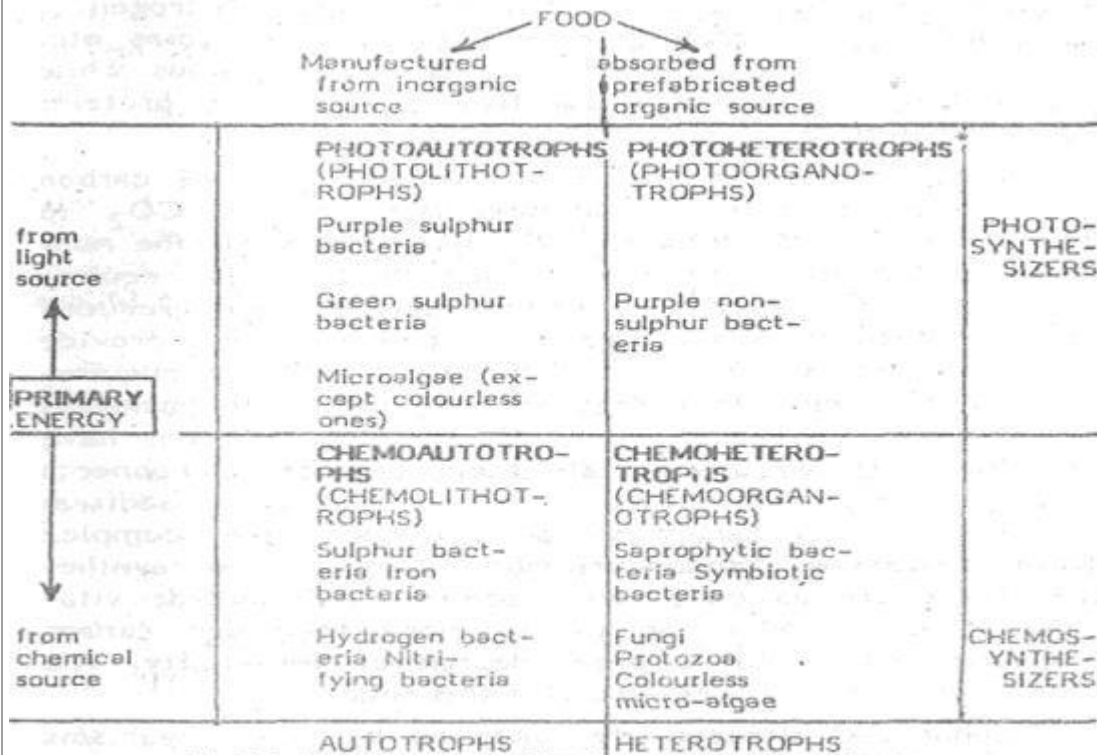 FOOD
Manufactured
from inorganic
source
absorbed from
prefabricated
organic source
PHOTOAUTOTROPHS
(PHOTOLITHOT-
ROPHS)
PHOTOHETEROTROPHS
(PHOTOORGANO-
TROPHS)
Purple sulphur
bacteria
from
light
source
PHOTO-
SYNTHE-
SIZERS
Green sulphur
bacteria
Purple non-
sulphur bact-
eria
Microalgae (ex-
cept colourless
ones)
PRIMARY
ENERGY
CHEMOAUTOTRO-
PHS
(CHEMOLITHOT-
ROPHS)
CHEMOHETERO-
TROPHS
(CHEMOORGAN-
OTROPHS)
Sulphur bact-
eria Iron
bacteria
Saprophytic bac-
teria Symbiotic
bacteria
from
chemical
source
Hydrogen bact-
eria Nitri-
fying bacteria
Fungi
Protozoa
Colourless
micro-algae
CHEMOS-
YNTHE-
SIZERS
AUTOTROPHS
HETEROTROPHS